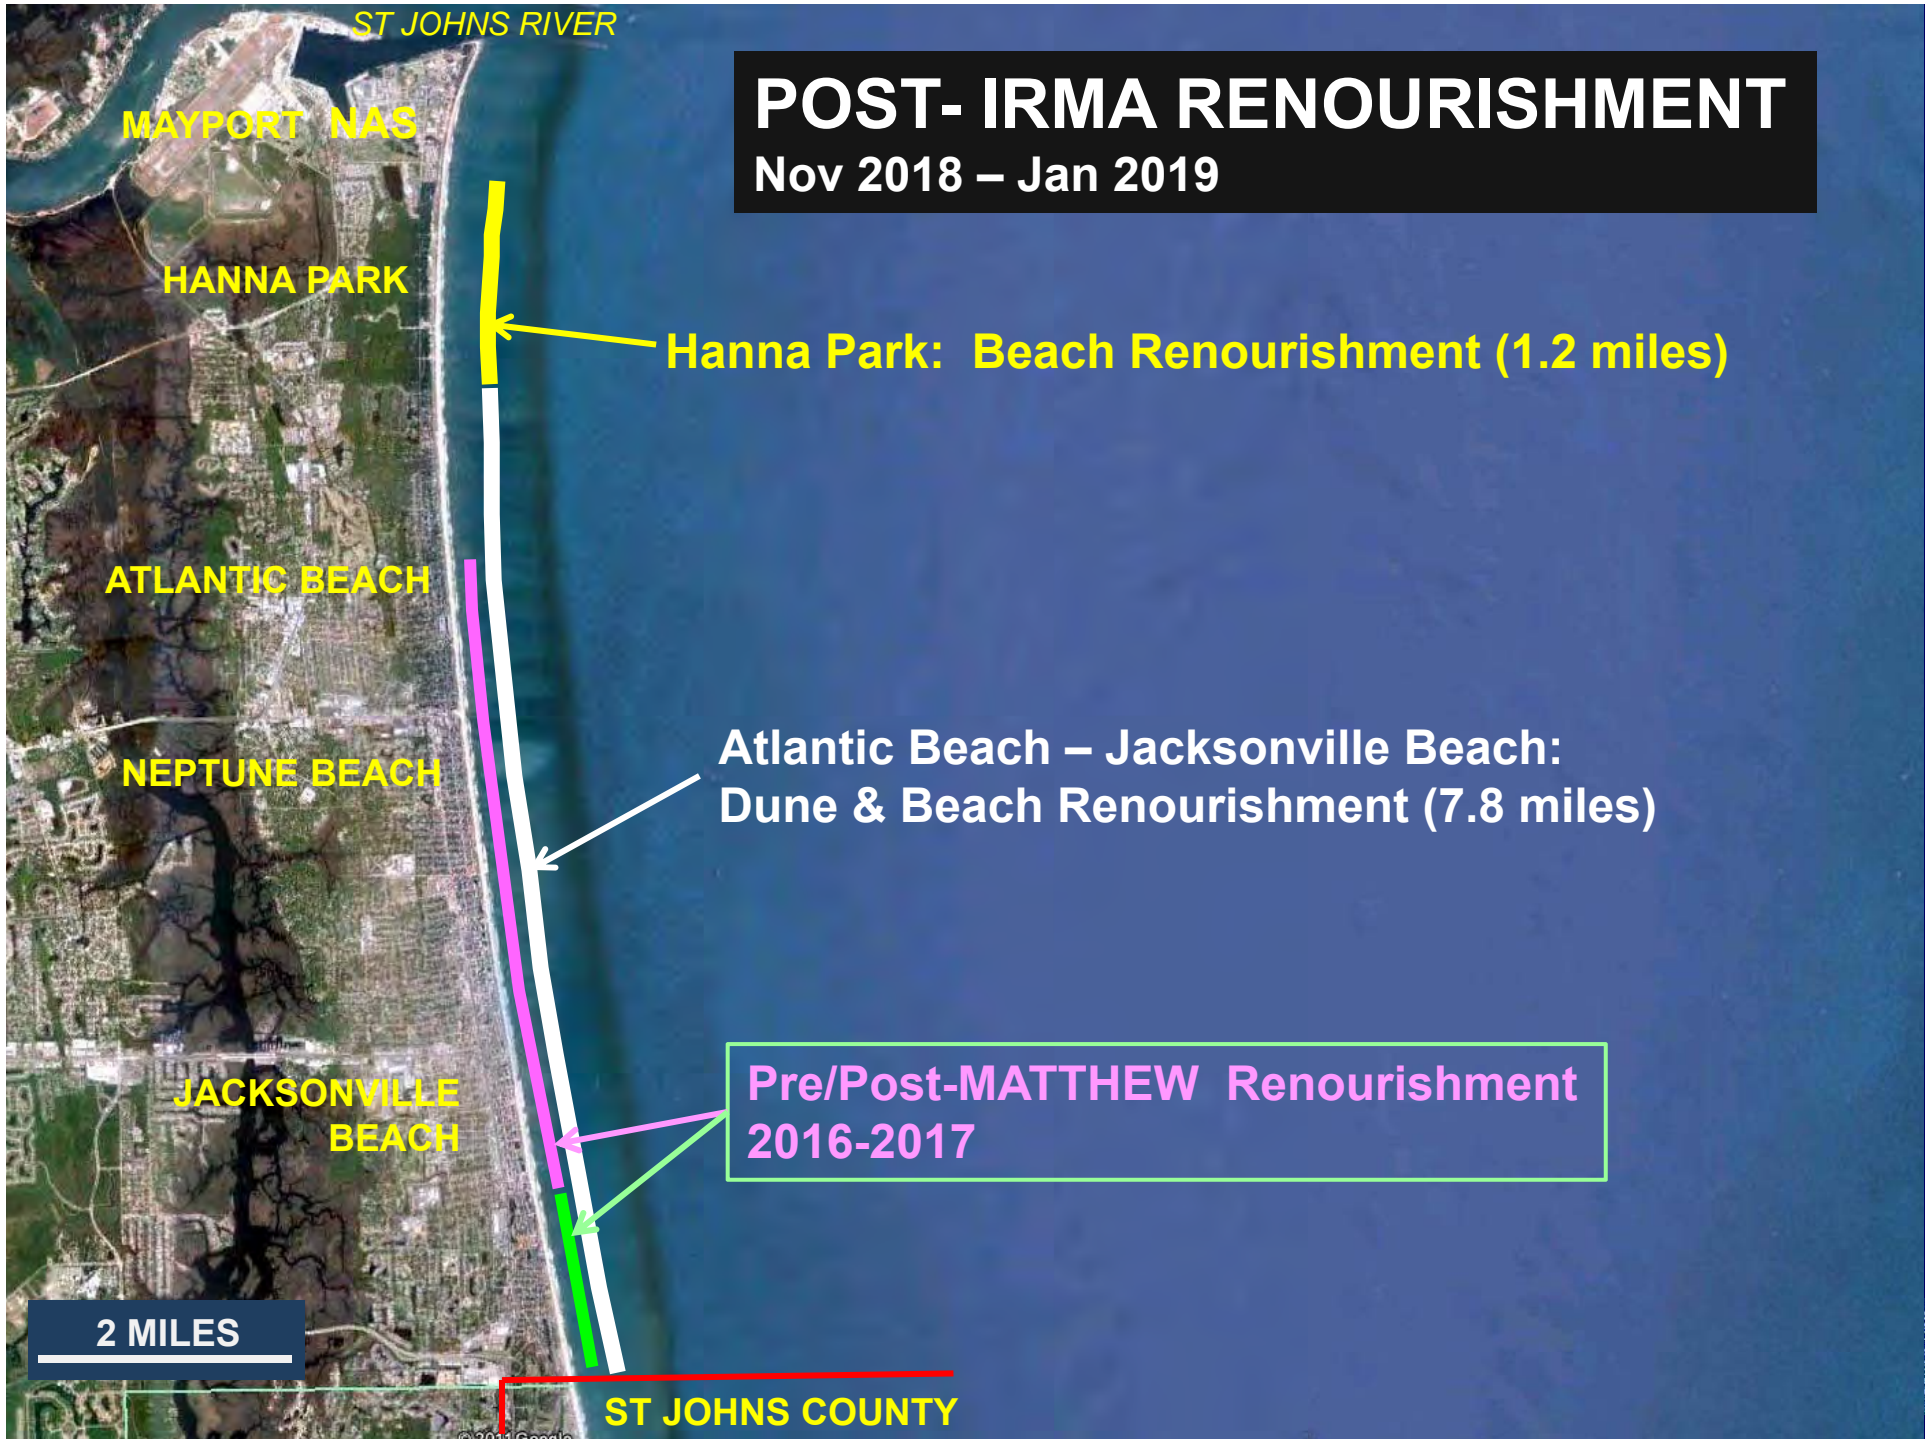 ST JOHNS RIVER
POST- IRMA RENOURISHMENT
Nov 2018 – Jan 2019
MAYPORT NAS
HANNA PARK
Hanna Park: Beach Renourishment (1.2 miles)
ATLANTIC BEACH
Atlantic Beach – Jacksonville Beach:
Dune & Beach Renourishment (7.8 miles)
NEPTUNE BEACH
Pre/Post-MATTHEW Renourishment
2016-2017
JACKSONVILLE
BEACH
2 MILES
ST JOHNS COUNTY
© 2011 Google